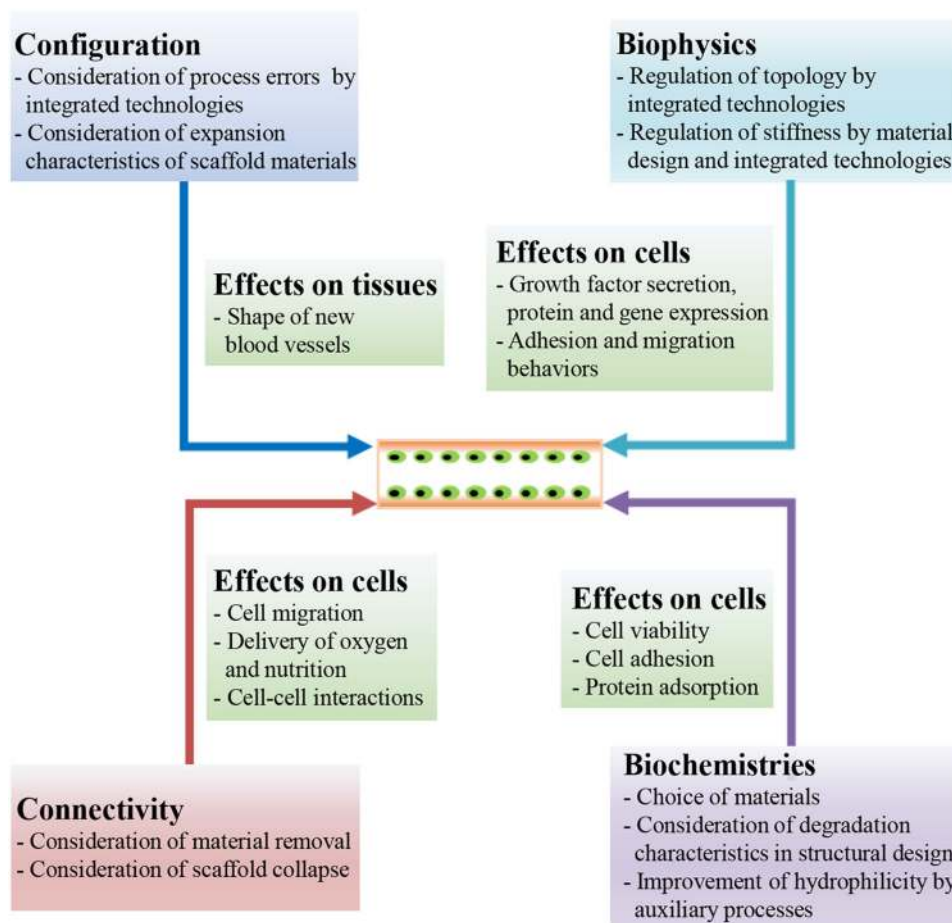 Configuration
- Consideration of process errors by
integrated technologies
- Consideration of expansion
characteristics of scaffold materials
Biophysics
- Regulation of topology by
integrated technologies
- Regulation of stiffness by material
design and integrated technologies
Effects on tissues
- Shape of new
blood vessels
Effects on cells
- Growth factor secretion,
protein and gene expression
- Adhesion and migration
behaviors
Effects on cells
- Cell migration
- Delivery of oxygen
and nutrition
- Cell-cell interactions
Effects on cells
- Cell viability
- Cell adhesion
- Protein adsorption
Connectivity
- Consideration of material removal
- Consideration of scaffold collapse
Biochemistries
- Choice of materials
- Consideration of degradation
characteristics in structural design
- Improvement of hydrophilicity by
auxiliary processes